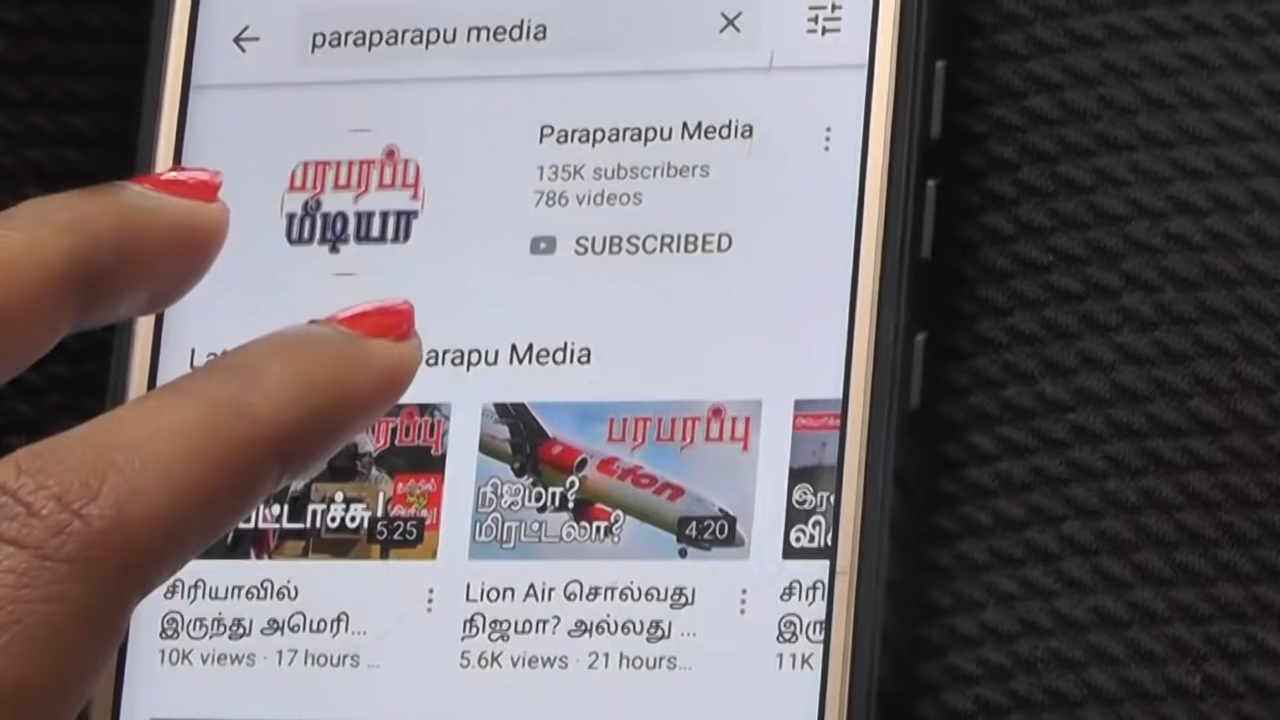 paraparapu media
பரபரப்பு
மீடியா
Paraparapu Media
135K subscribers
786 videos
SUBSCRIBED
arapu Media
5:25
பரபரப்பு
Lion
நிஜமா?
மிரட்டலா?
4:20
சிரியாவில்
இருந்து அமெரி...
10K views · 17 hours ...
Lion Air சொல்வது
நிஜமா? அல்லது ...
5.6K views · 21 hours...
சிரி
இரு
11K